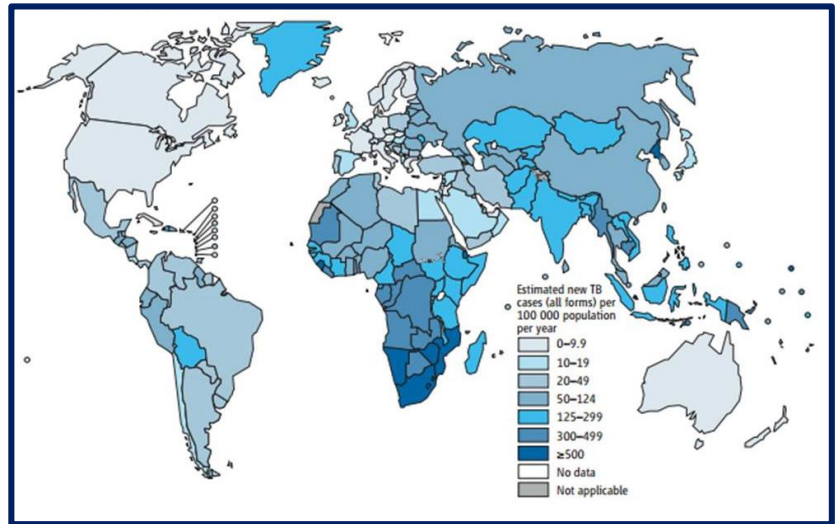 Estimated new TB
cases (all forms) per
100 000 population
per year
0–9.9
10–19
20–49
50–124
125–299
300–499
≥500
No data
Not applicable